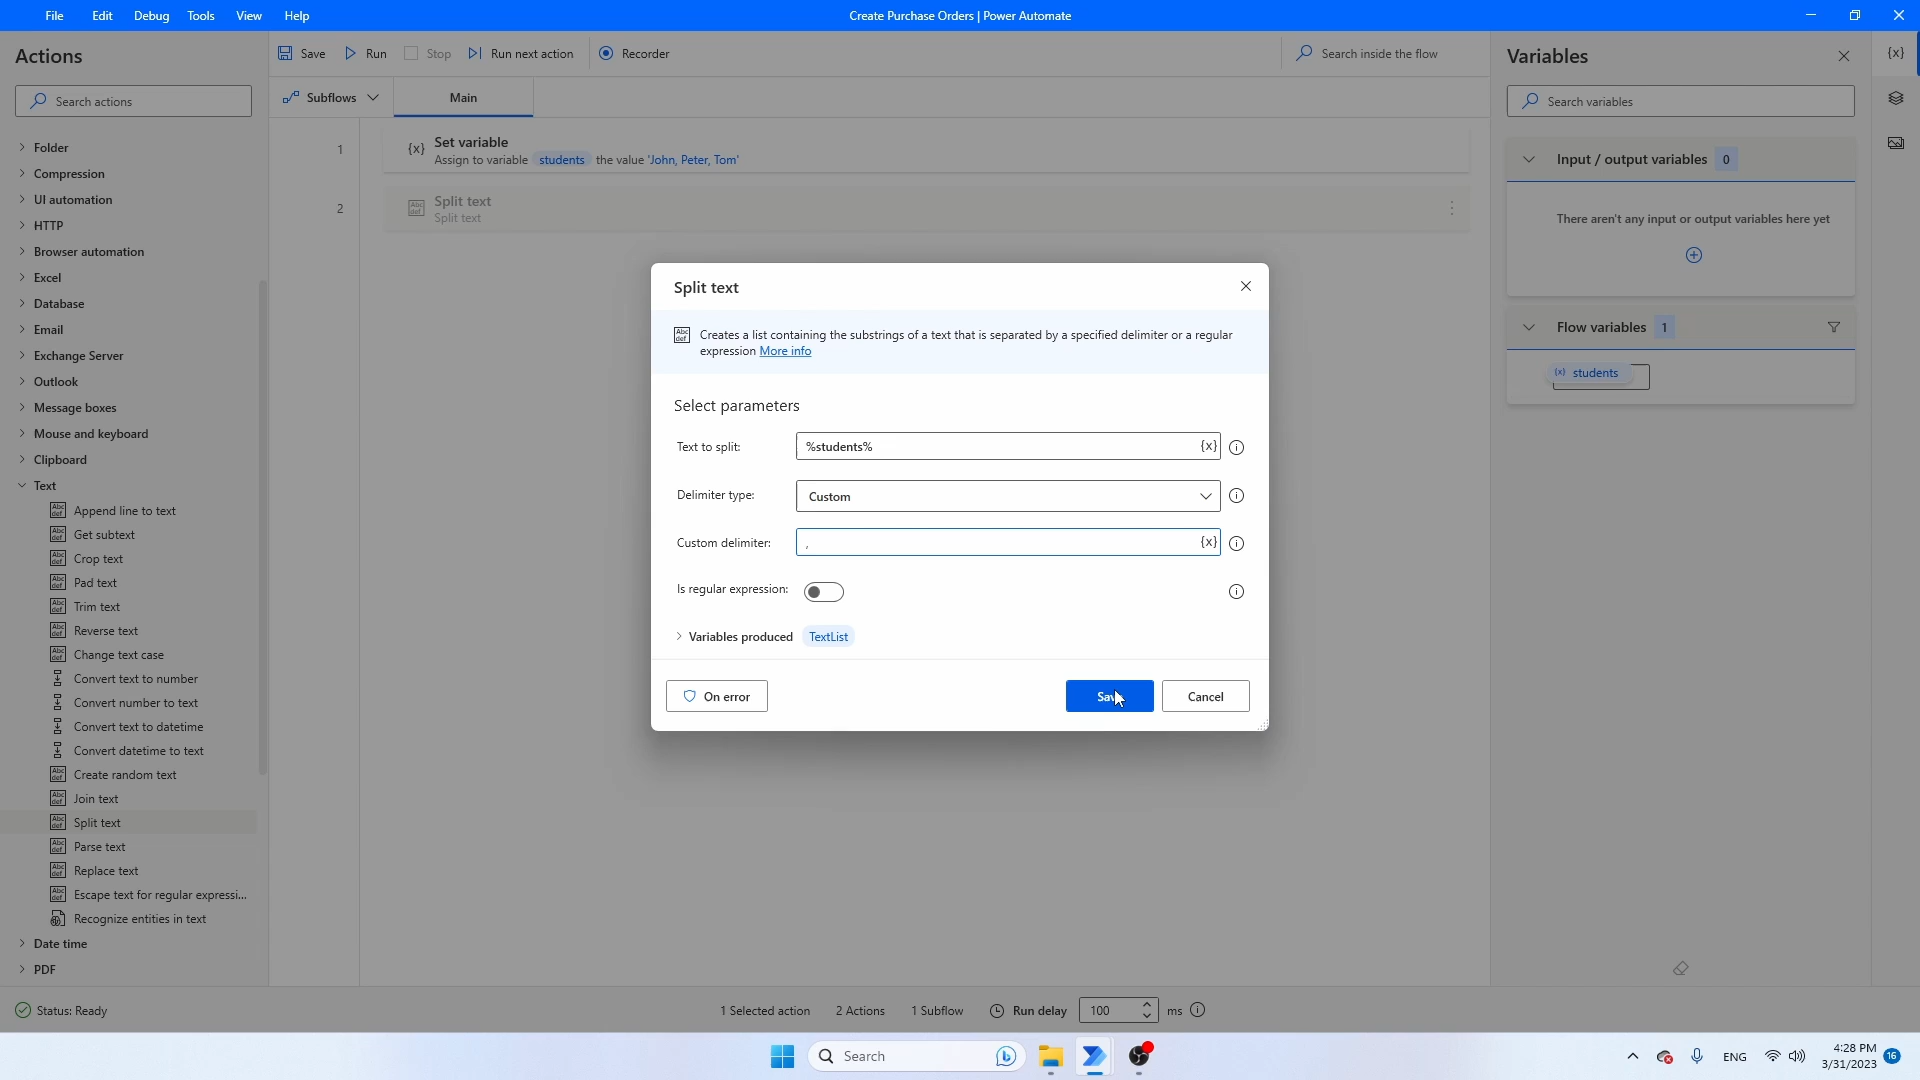 File Edit Debug Tools View Help
Create Purchase Orders | Power Automate
Actions
Search actions
Folder
Compression
UI automation
HTTP
Browser automation
Excel
Database
Email
Exchange Server
Outlook
Message boxes
Mouse and keyboard
Clipboard
Text
Append line to text
Get subtext
Crop text
Pad text
Trim text
Reverse text
Change text case
Convert text to number
Convert number to text
Convert text to datetime
Convert datetime to text
Create random text
Join text
Split text
Parse text
Replace text
Escape text for regular expressi...
Recognize entities in text
Date time
PDF
Save Run Stop Run next action Recorder
Search inside the flow
Subflows Main
1
{x} Set variable
Assign to variable students the value 'John, Peter, Tom'
2
Split text
Split text
Split text
Creates a list containing the substrings of a text that is separated by a specified delimiter or a regular
expression More info
Select parameters
Text to split: %students% {x}
Delimiter type: Custom
Custom delimiter: , {x}
Is regular expression:
Variables produced TextList
On error
Cancel
Variables
Search variables
Input / output variables 0
There aren't any input or output variables here yet
Flow variables 1
{x} students
{x}
Status: Ready
1 Selected action 2 Actions 1 Subflow Run delay 100 ms
Search
ENG
4:28 PM
3/31/2023
16